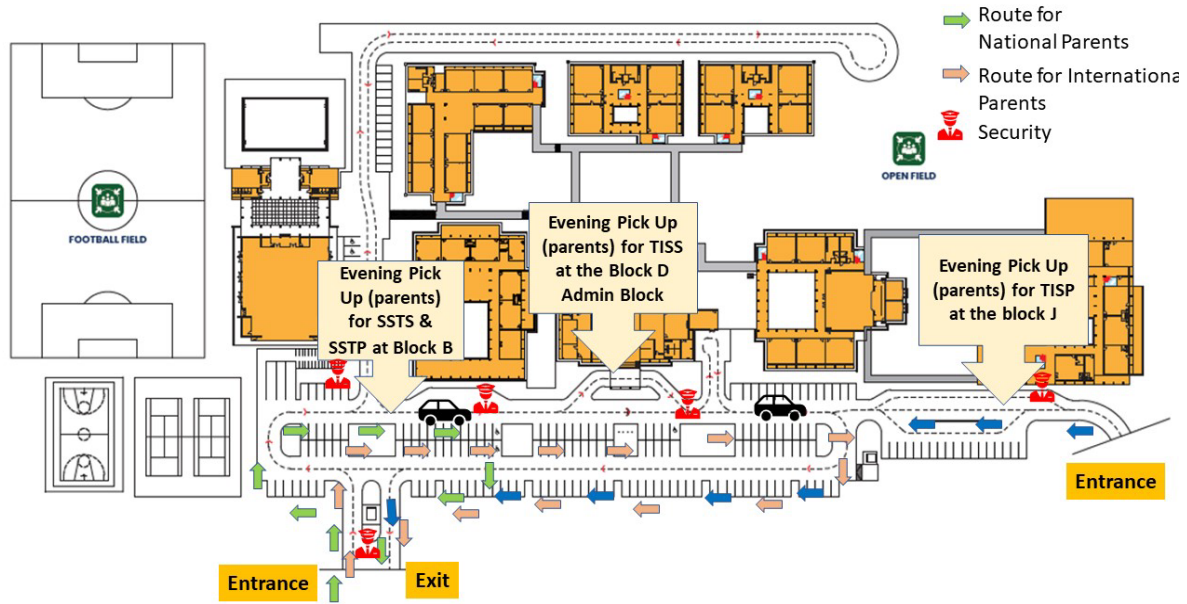 Route for
National Parents
Route for Internationa
Parents
Security
OPEN FIELD
FOOTBALL FIELD
Evening Pick
Up (parents)
for SSTS &
SSTP at Block B
Evening Pick Up
(parents) for TISS
at the Block D
Admin Block
Evening Pick Up
(parents) for TISP
at the block J
Entrance
Entrance
Exit